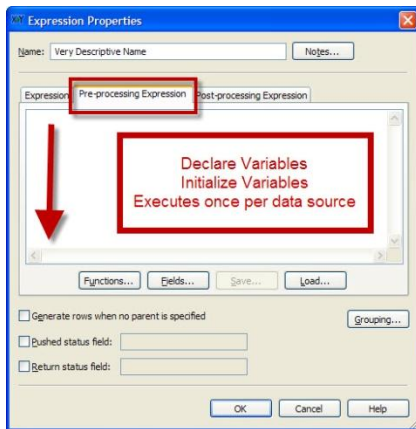 Expression Properties
Name: Very Descriptive Name Notes...
Expression Pre-processing Expression Post-processing Expression
Declare Variables
Initialize Variables
Executes once per data source
Functions... Fields... Save... Load...
Generate rows when no parent is specified Grouping...
Pushed status field:
Return status field:
OK Cancel Help